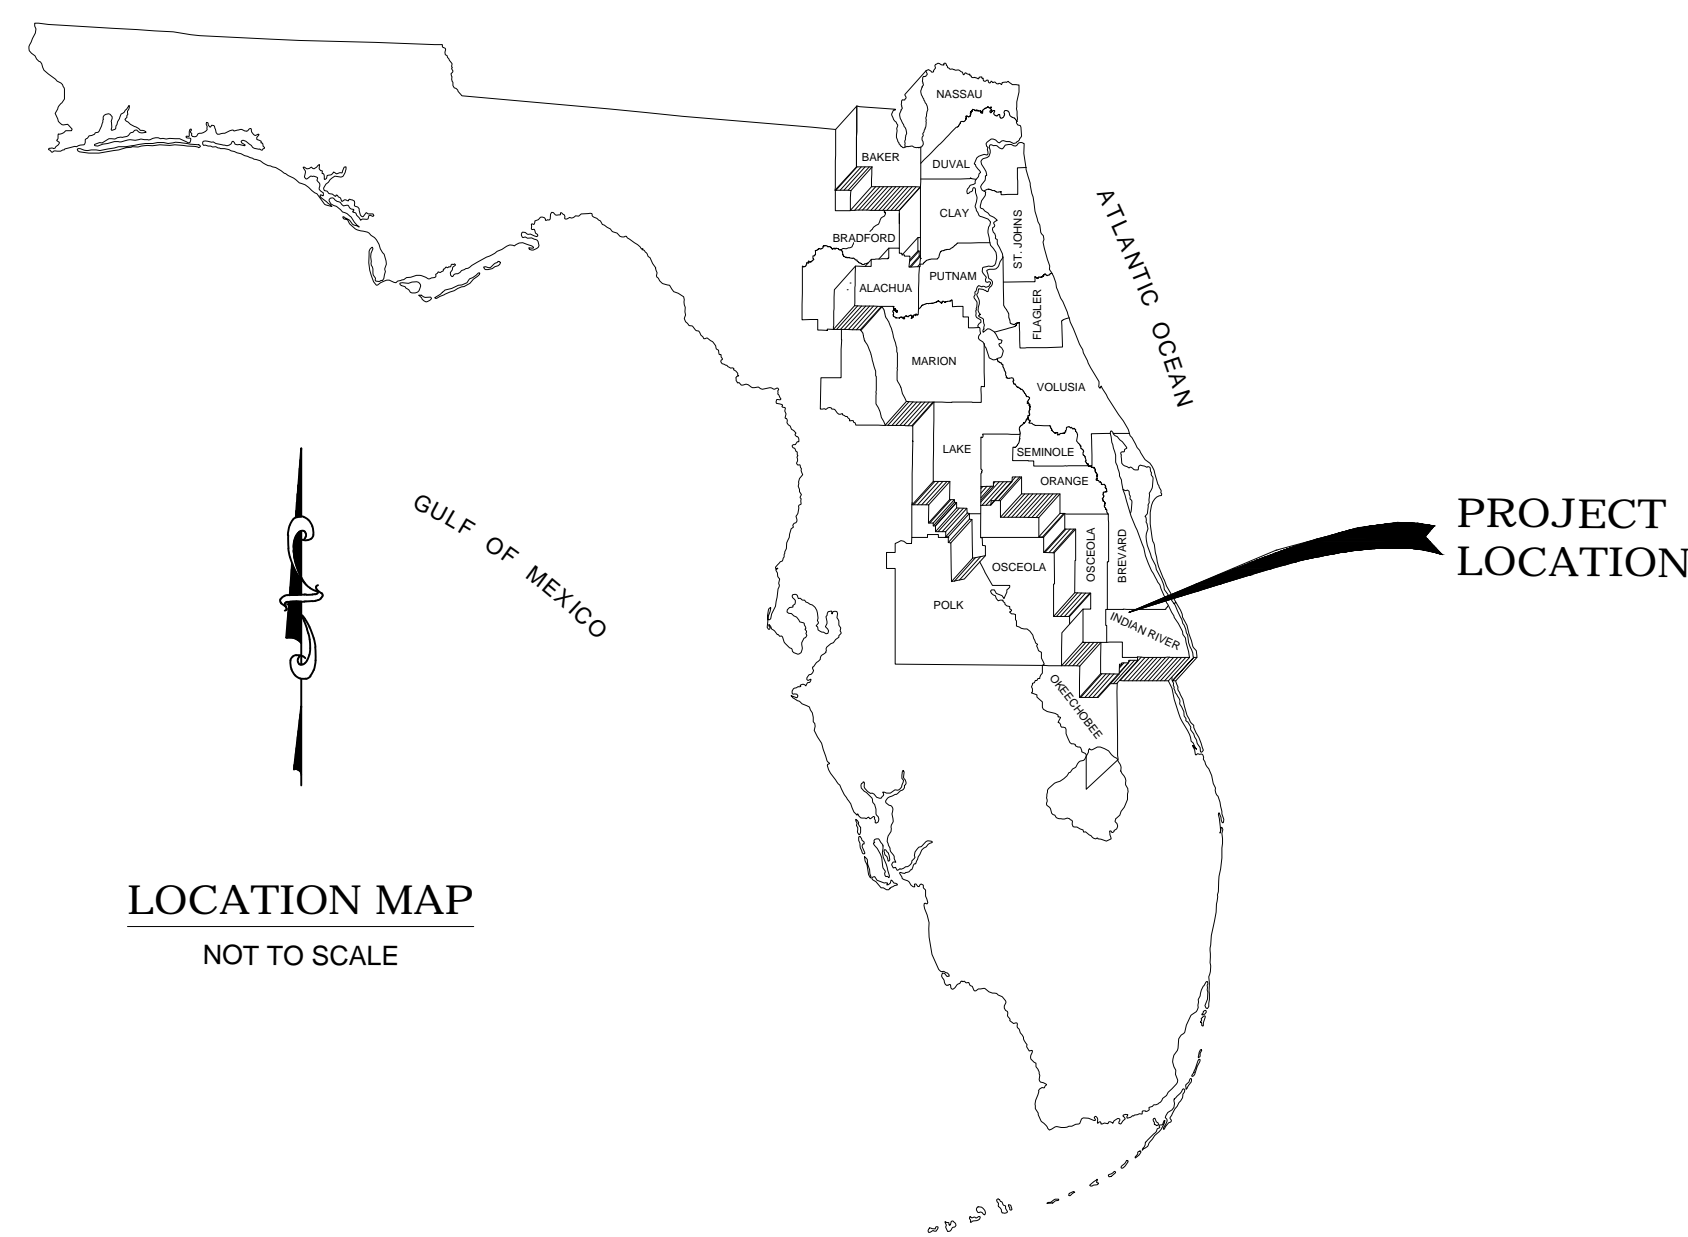 NASSAU
BAKER
DUVAL
CLAY
ST. JOHNS
BRADFORD
PUTNAM
ALACHUA
FLAGLER
MARION
VOLUSIA
ATLANTIC OCEAN
LAKE
SEMINOLE
ORANGE
GULF OF MEXICO
PROJECT
LOCATION
OSCEOLA
OSCEOLA
BREVARD
POLK
INDIAN RIVER
OKEECHOBEE
LOCATION MAP
NOT TO SCALE